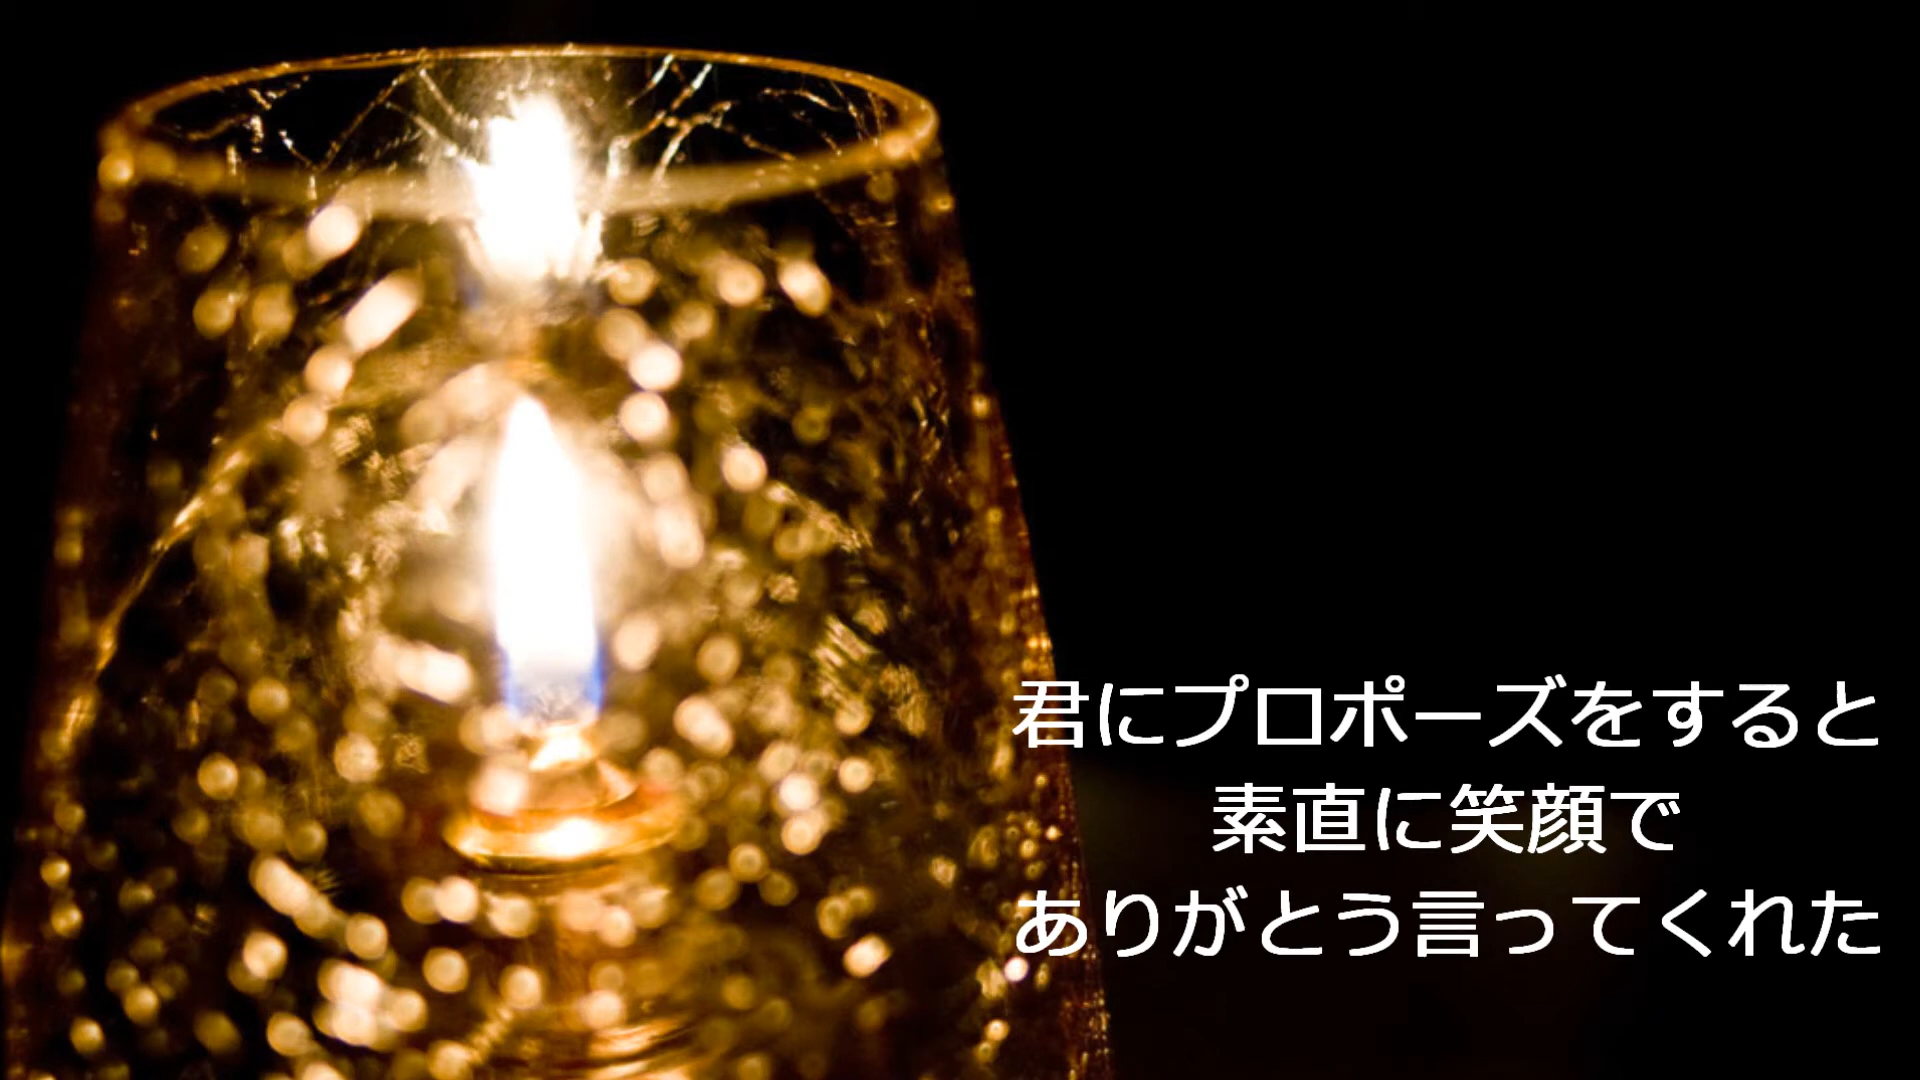 君にプロポーズをすると
素直に笑顔で
ありがとう言ってくれた